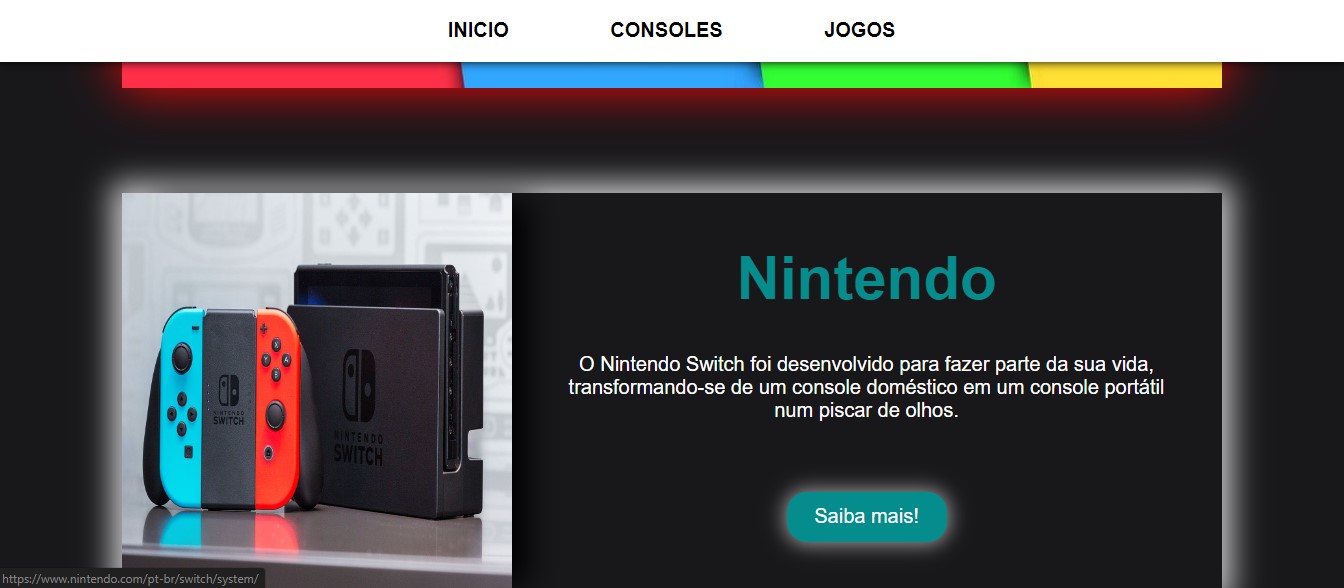 INICIO
CONSOLES
JOGOS
Nintendo
O Nintendo Switch foi desenvolvido para fazer parte da sua vida,
transformando-se de um console doméstico em um console portátil
num piscar de olhos.
Saiba mais!
NINTENDO
SWITCH
NINTENDO
SWITCH
X
Y
A
B
https://www.nintendo.com/pt-br/switch/system/